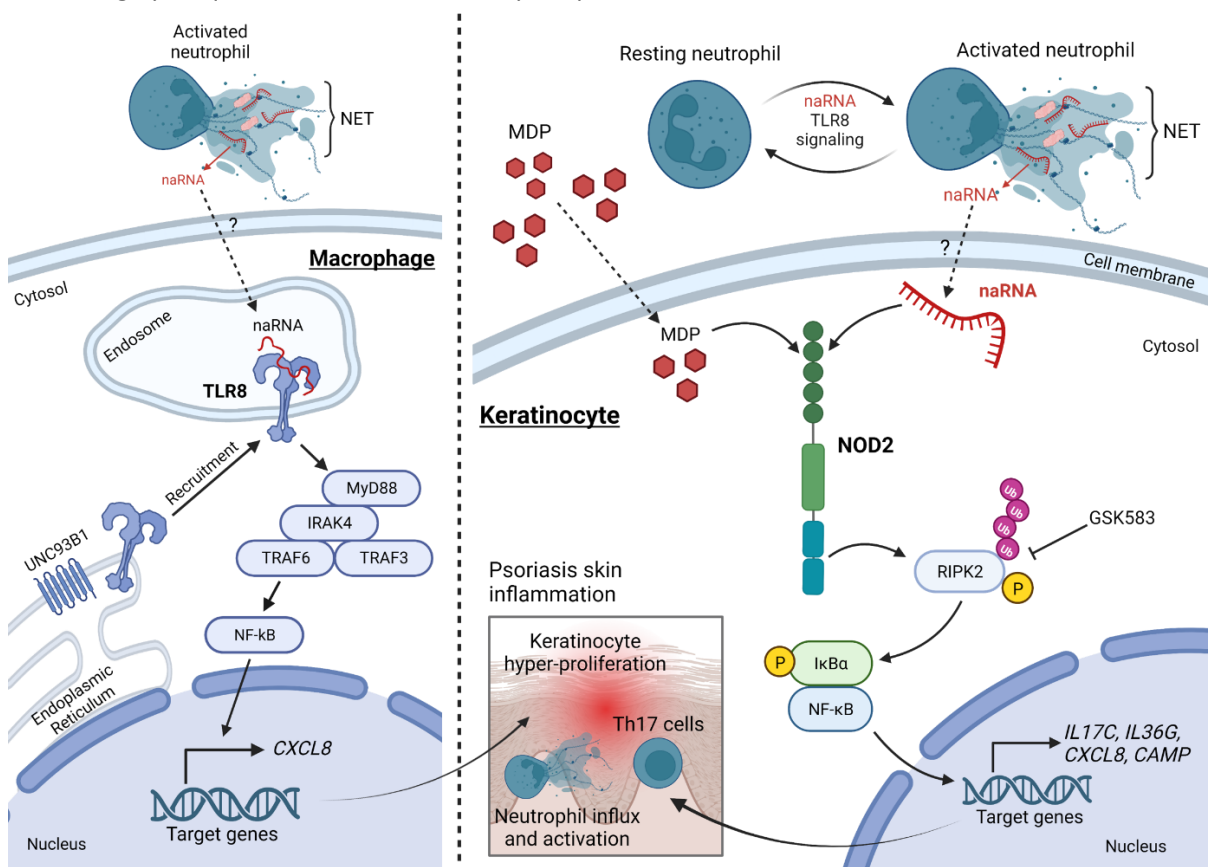 Activated
neutrophil
NET
naRNA
?
Macrophage
Cytosol
Endosome
naRNA
TLR8
Recruitment
UNC93B1
MyD88
IRAK4
TRAF6
TRAF3
NF-kB
Endoplasmic
Reticulum
CXCL8
Target genes
Nucleus
Resting neutrophil
Activated neutrophil
naRNA
TLR8
signaling
NET
MDP
naRNA
?
Cell membrane
naRNA
MDP
Cytosol
Keratinocyte
NOD2
Ub
Ub
Ub
Ub
GSK583
RIPK2
P
Psoriasis skin
inflammation
Keratinocyte
hyper-proliferation
Th17 cells
Neutrophil influx
and activation
P
IκBα
NF-κB
IL17C, IL36G,
CXCL8, CAMP
Target genes
Nucleus